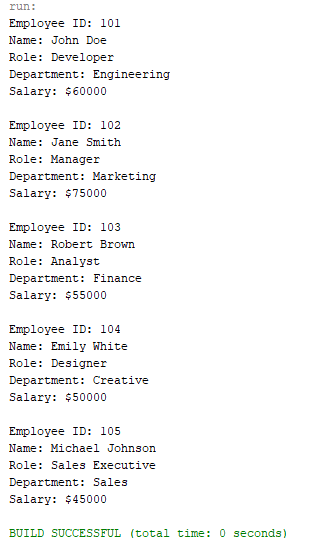 run:
Employee ID: 101
Name: John Doe
Role: Developer
Department: Engineering
Salary: $60000
Employee ID: 102
Name: Jane Smith
Role: Manager
Department: Marketing
Salary: $75000
Employee ID: 103
Name: Robert Brown
Role: Analyst
Department: Finance
Salary: $55000
Employee ID: 104
Name: Emily White
Role: Designer
Department: Creative
Salary: $50000
Employee ID: 105
Name: Michael Johnson
Role: Sales Executive
Department: Sales
Salary: $45000
BUILD SUCCESSFUL (total time: 0 seconds)